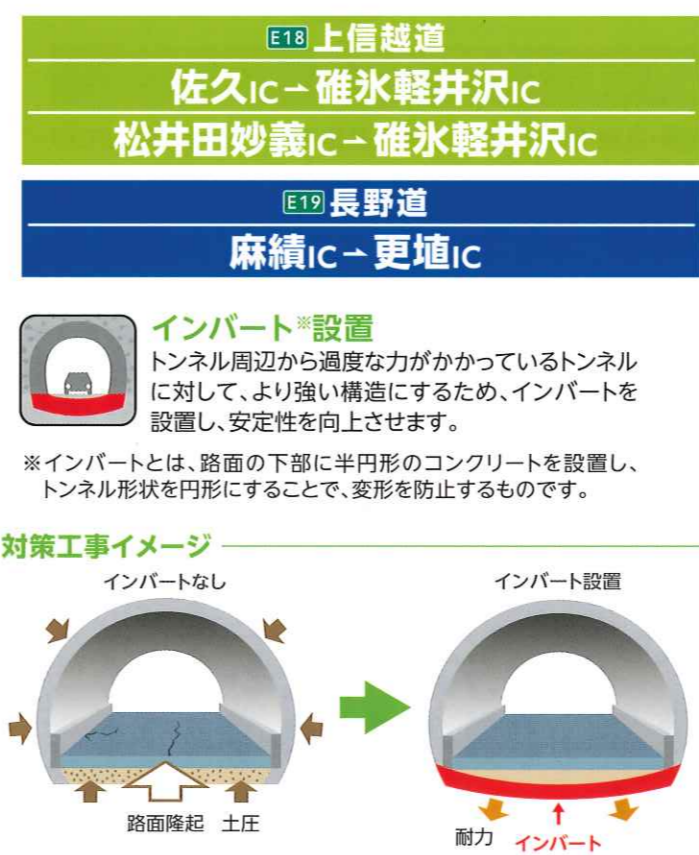 E18 上信越道
佐久IC⇀碓氷軽井沢IC
松井田妙義IC⇀碓氷軽井沢IC
E19 長野道
麻績IC⇀更埴IC
インバート※設置
トンネル周辺から過度な力がかかっているトンネル
に対して、より強い構造にするため、インバートを
設置し、安定性を向上させます。
※インバートとは、路面の下部に半円形のコンクリートを設置し、
トンネル形状を円形にすることで、変形を防止するものです。
対策工事イメージ
インバートなし
インバート設置
路面隆起 土圧
耐力 インバート